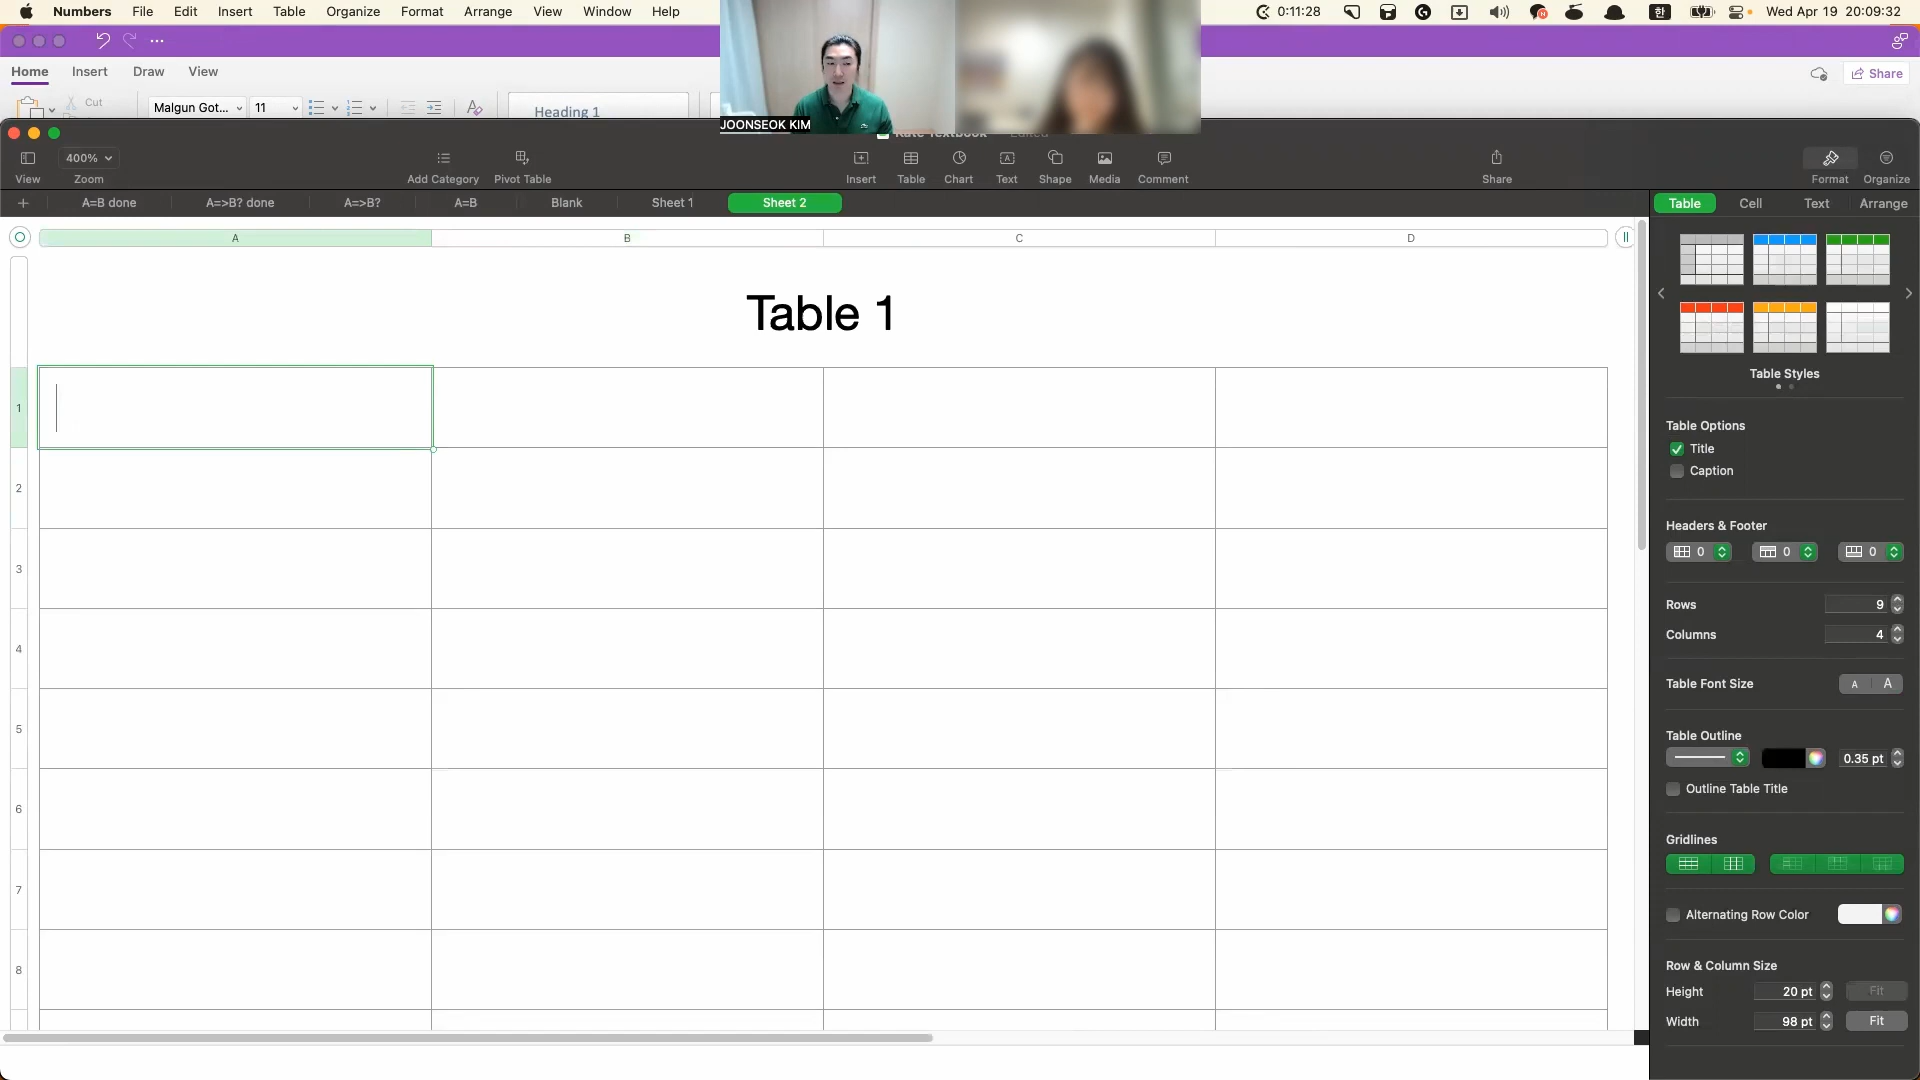 Numbers File Edit Insert Table Organize Format Arrange View Window Help 0:11:28 한 Wed Apr 19 20:09:32
Home Insert Draw View Share
Cut Malgun Got... 11 Heading 1
JOONSEOK KIM
Kate Textbook Edited
400%
View Zoom Add Category Pivot Table Insert Table Chart Text Shape Media Comment Share Format Organize
A=B done A=>B? done A=>B? A=B Blank Sheet 1 Sheet 2
Table Cell Text Arrange
A B C D
Table 1
1
2
3
4
5
6
7
8
Table Styles
Table Options
Title
Caption
Headers & Footer
0 0 0
Rows 9
Columns 4
Table Font Size A A
Table Outline
0.35 pt
Outline Table Title
Gridlines
Alternating Row Color
Row & Column Size
Height 20 pt Fit
Width 98 pt Fit